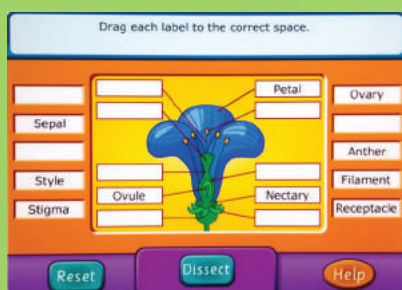 Drag each label to the correct space.
Petal
Ovary
Sepal
Anther
Style
Ovule
Nectary
Filament
Stigma
Receptacle
Reset
Dissect
Help